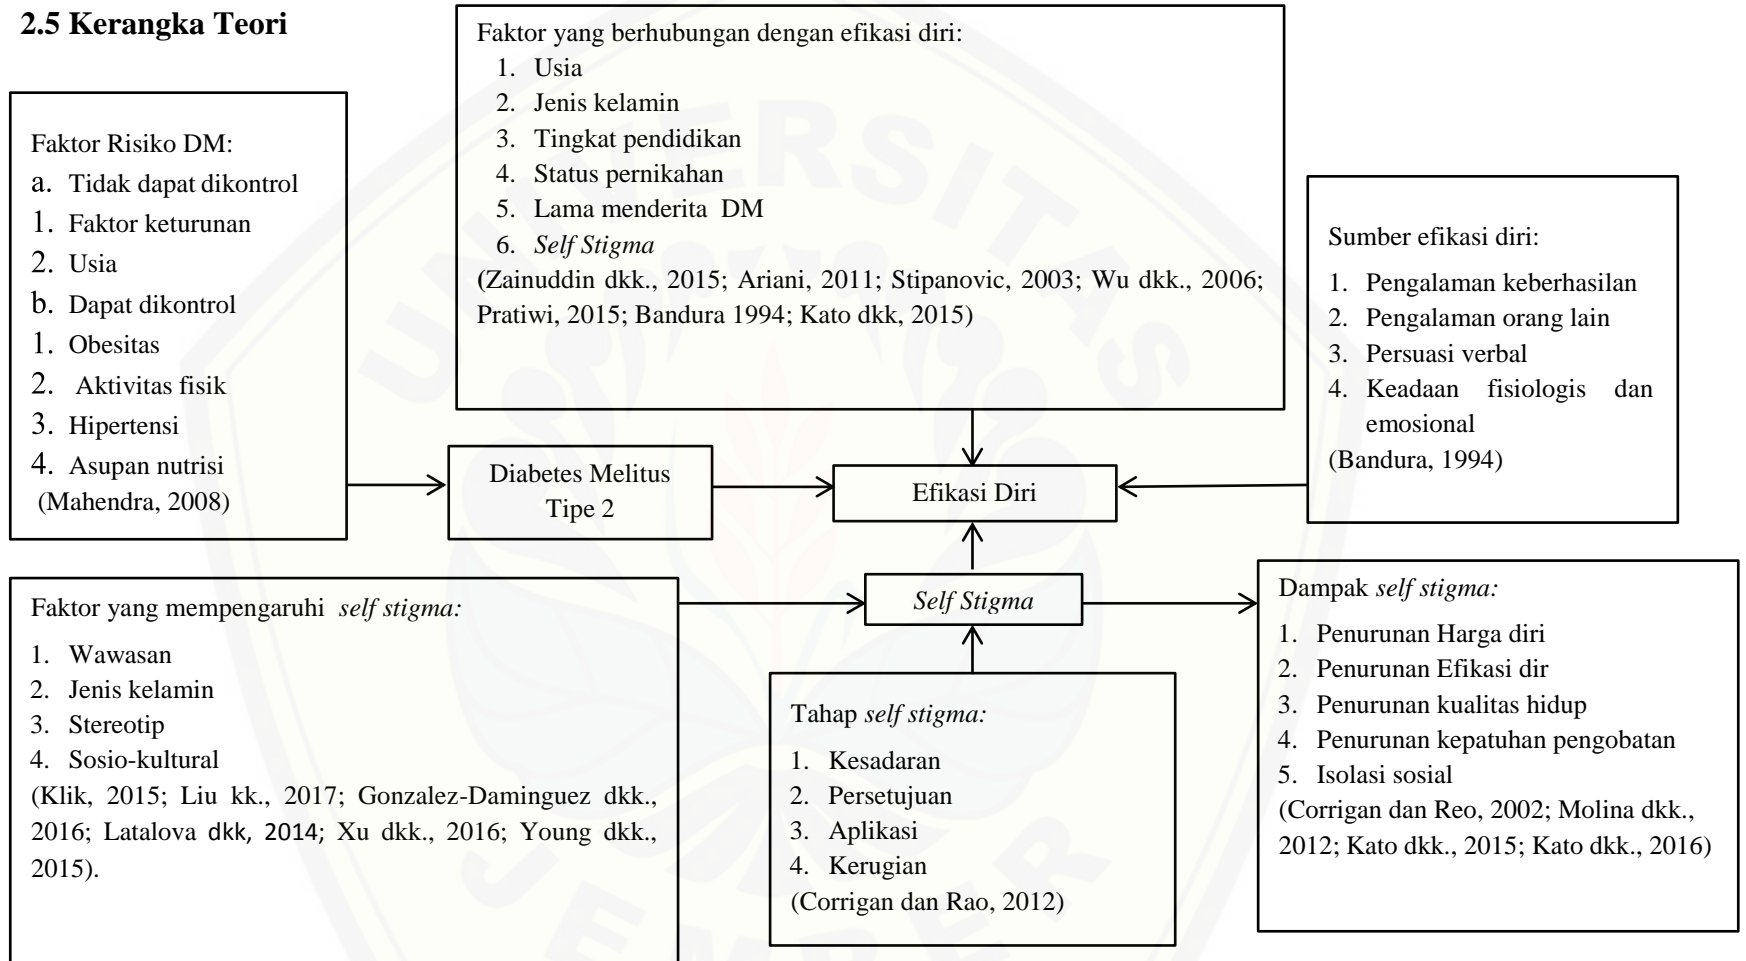 2.5 Kerangka Teori
Faktor Risiko DM:
a. Tidak dapat dikontrol
1. Faktor keturunan
2. Usia
b. Dapat dikontrol
1. Obesitas
2. Aktivitas fisik
3. Hipertensi
4. Asupan nutrisi
(Mahendra, 2008)
Faktor yang berhubungan dengan efikasi diri:
1. Usia
2. Jenis kelamin
3. Tingkat pendidikan
4. Status pernikahan
5. Lama menderita DM
6. Self Stigma
(Zainuddin dkk., 2015; Ariani, 2011; Stipanovic, 2003; Wu dkk., 2006;
Pratiwi, 2015; Bandura 1994; Kato dkk, 2015)
Sumber efikasi diri:
1. Pengalaman keberhasilan
2. Pengalaman orang lain
3. Persuasi verbal
4. Keadaan fisiologis dan
emosional
(Bandura, 1994)
Diabetes Melitus
Tipe 2
Efikasi Diri
Faktor yang mempengaruhi self stigma:
1. Wawasan
2. Jenis kelamin
3. Stereotip
4. Sosio-kultural
(Klik, 2015; Liu kk., 2017; Gonzalez-Daminguez dkk.,
2016; Latalova dkk, 2014; Xu dkk., 2016; Young dkk.,
2015).
Self Stigma
Tahap self stigma:
1. Kesadaran
2. Persetujuan
3. Aplikasi
4. Kerugian
(Corrigan dan Rao, 2012)
Dampak self stigma:
1. Penurunan Harga diri
2. Penurunan Efikasi dir
3. Penurunan kualitas hidup
4. Penurunan kepatuhan pengobatan
5. Isolasi sosial
(Corrigan dan Reo, 2002; Molina dkk.,
2012; Kato dkk., 2015; Kato dkk., 2016)
UNIVERSITAS
JEMBER